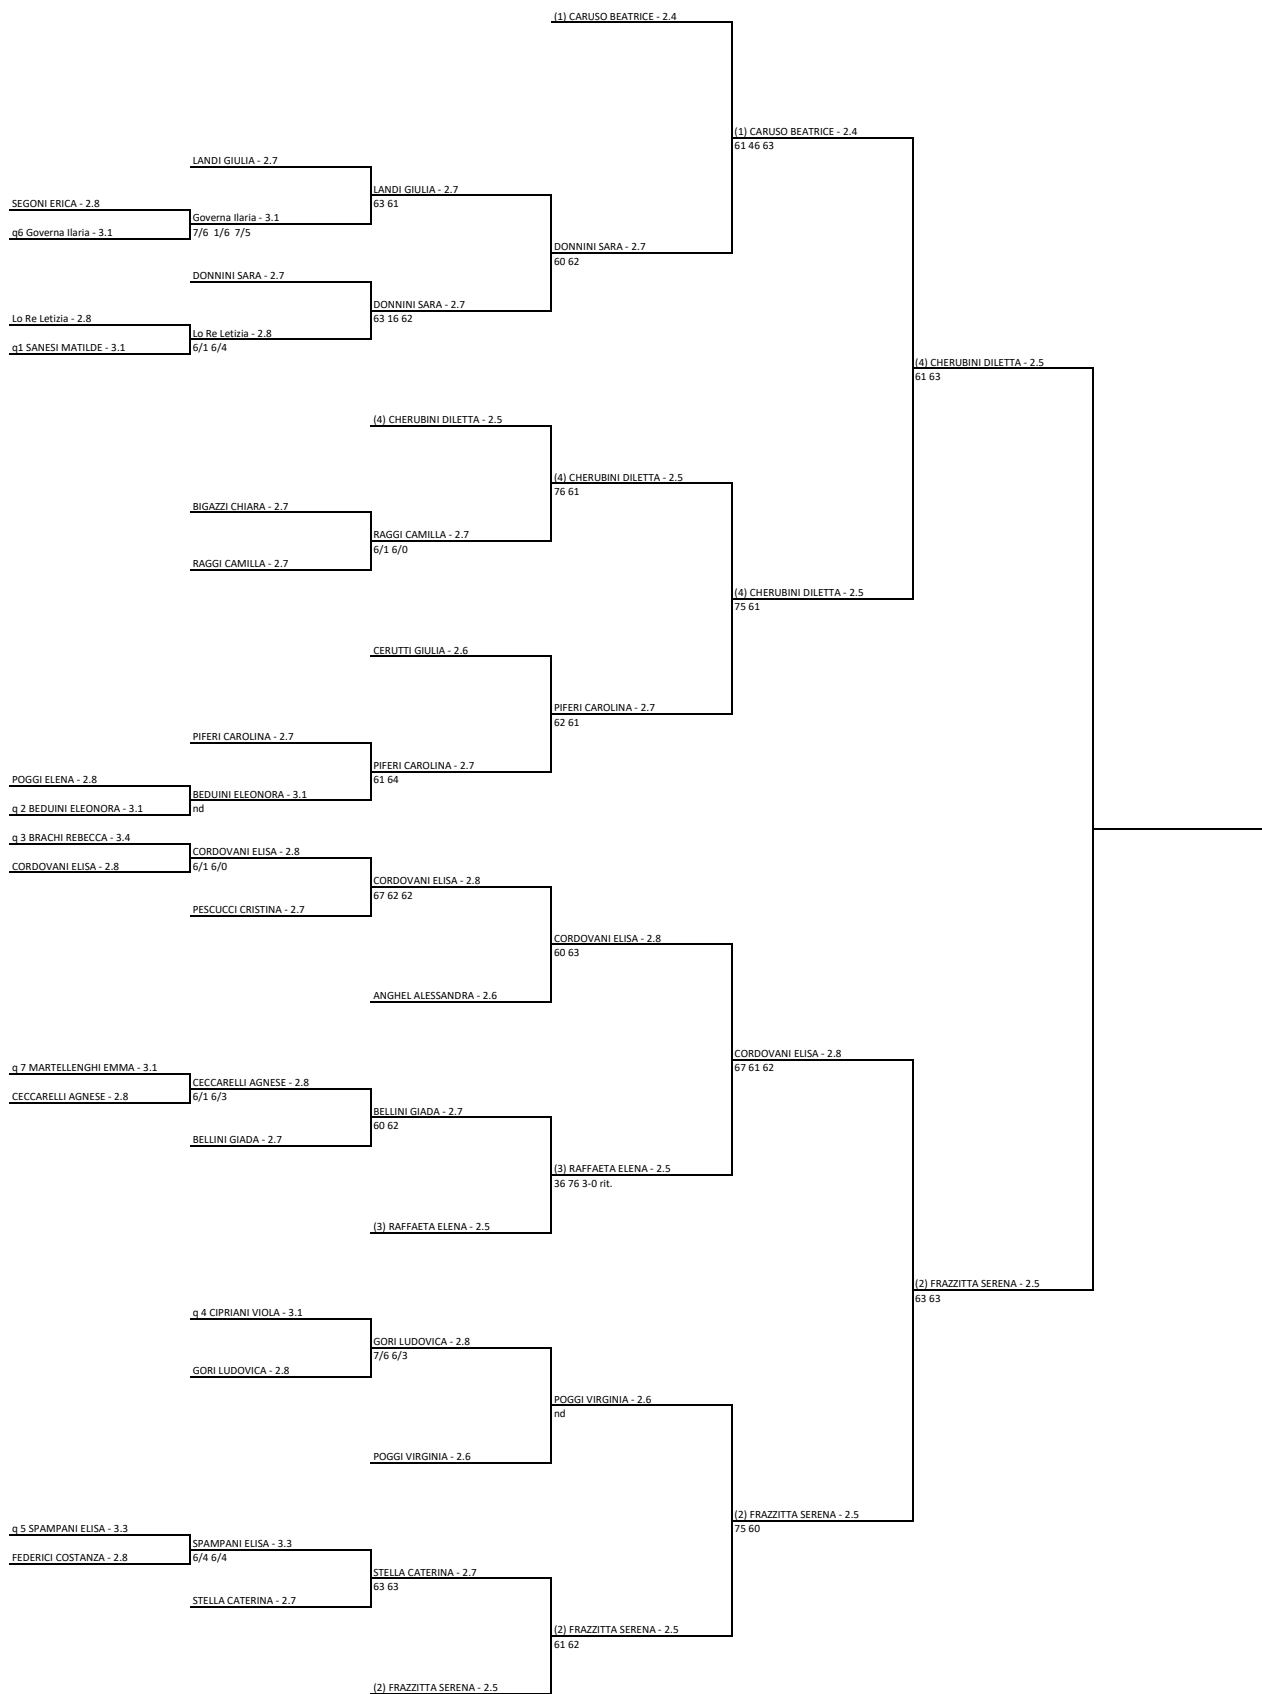 (1) CARUSO BEATRICE - 2.4
(1) CARUSO BEATRICE - 2.4
61 46 63
LANDI GIULIA - 2.7
LANDI GIULIA - 2.7
63 61
SEGONI ERICA - 2.8
Governa Ilaria - 3.1
7/6 1/6 7/5
q6 Governa Ilaria - 3.1
DONNINI SARA - 2.7
60 62
DONNINI SARA - 2.7
DONNINI SARA - 2.7
63 16 62
Lo Re Letizia - 2.8
Lo Re Letizia - 2.8
6/1 6/4
q1 SANESI MATILDE - 3.1
(4) CHERUBINI DILETTA - 2.5
61 63
(4) CHERUBINI DILETTA - 2.5
(4) CHERUBINI DILETTA - 2.5
76 61
BIGAZZI CHIARA - 2.7
RAGGI CAMILLA - 2.7
6/1 6/0
RAGGI CAMILLA - 2.7
(4) CHERUBINI DILETTA - 2.5
75 61
CERUTTI GIULIA - 2.6
PIFERI CAROLINA - 2.7
62 61
PIFERI CAROLINA - 2.7
PIFERI CAROLINA - 2.7
61 64
POGGI ELENA - 2.8
BEDUINI ELEONORA - 3.1
nd
q 2 BEDUINI ELEONORA - 3.1
q 3 BRACHI REBECCA - 3.4
CORDOVANI ELISA - 2.8
6/1 6/0
CORDOVANI ELISA - 2.8
CORDOVANI ELISA - 2.8
67 62 62
PESCUCCI CRISTINA - 2.7
CORDOVANI ELISA - 2.8
60 63
ANGHEL ALESSANDRA - 2.6
CORDOVANI ELISA - 2.8
67 61 62
q 7 MARTELLENGHI EMMA - 3.1
CECCARELLI AGNESE - 2.8
6/1 6/3
CECCARELLI AGNESE - 2.8
BELLINI GIADA - 2.7
60 62
BELLINI GIADA - 2.7
(3) RAFFAETA ELENA - 2.5
36 76 3-0 rit.
(3) RAFFAETA ELENA - 2.5
(2) FRAZZITTA SERENA - 2.5
63 63
q 4 CIPRIANI VIOLA - 3.1
GORI LUDOVICA - 2.8
7/6 6/3
GORI LUDOVICA - 2.8
POGGI VIRGINIA - 2.6
nd
POGGI VIRGINIA - 2.6
(2) FRAZZITTA SERENA - 2.5
75 60
q 5 SPAMPANI ELISA - 3.3
SPAMPANI ELISA - 3.3
6/4 6/4
FEDERICI COSTANZA - 2.8
STELLA CATERINA - 2.7
63 63
STELLA CATERINA - 2.7
(2) FRAZZITTA SERENA - 2.5
61 62
(2) FRAZZITTA SERENA - 2.5